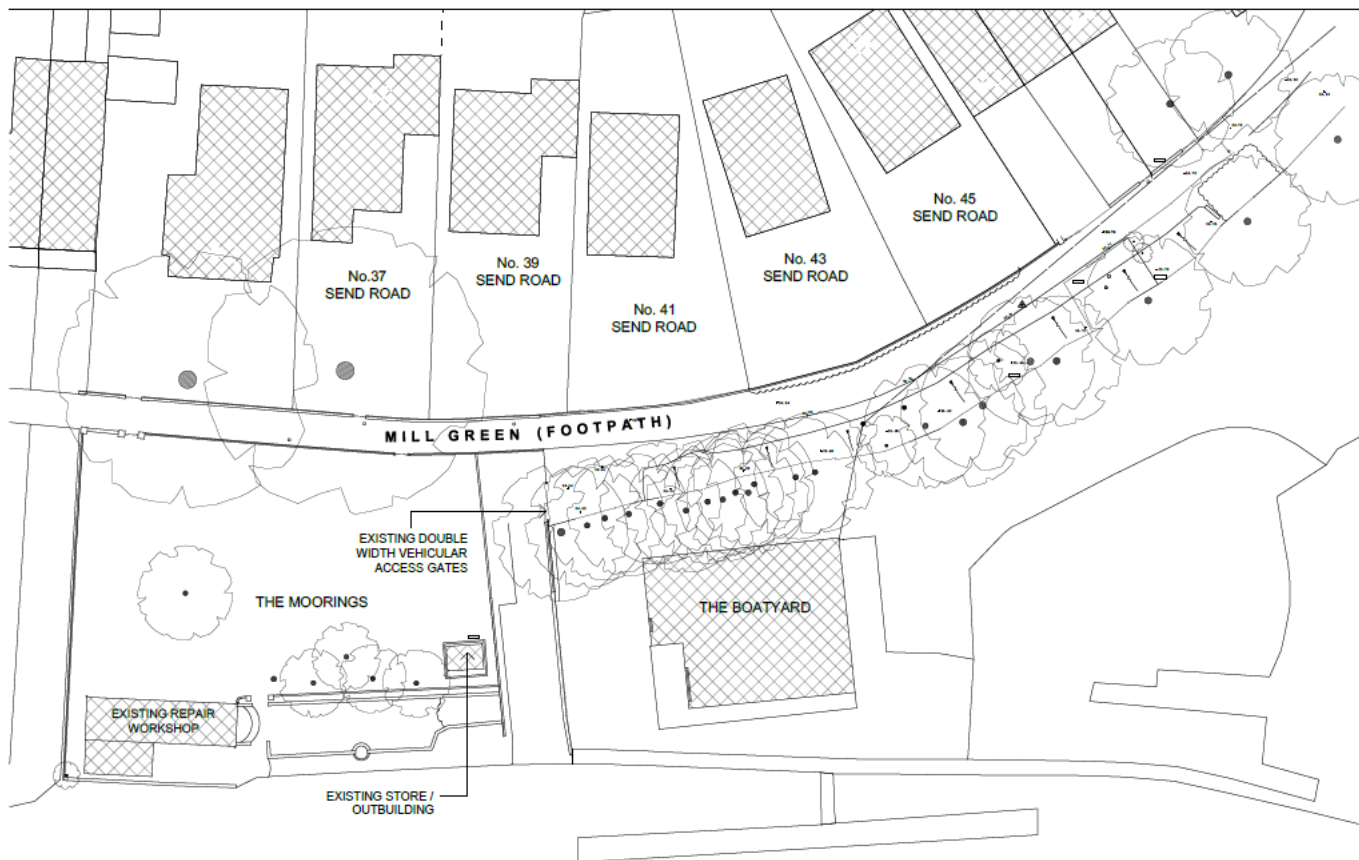 No. 45
SEND ROAD
No. 43
SEND ROAD
No. 39
SEND ROAD
No.37
SEND ROAD
No. 41
SEND ROAD
MILL GREEN (FOOTPATH)
EXISTING DOUBLE
WIDTH VEHICULAR
ACCESS GATES
THE MOORINGS
THE BOATYARD
EXISTING REPAIR
WORKSHOP
EXISTING STORE /
OUTBUILDING